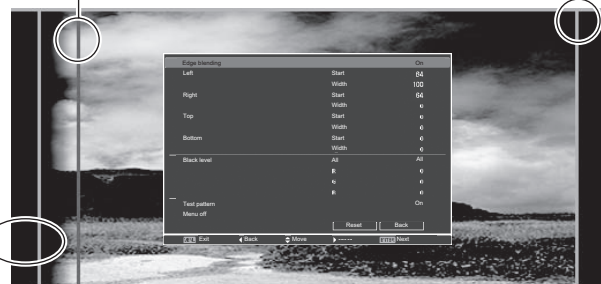 Edge blending On
Left Start 64
Width 100
Right Start 64
Width 0
Top Start 0
Width 0
Bottom Start 0
Width 0
Black level All All
R 0
G 0
B 0
Test pattern On
Menu off
Reset Back
Exit Back Move ----- Next